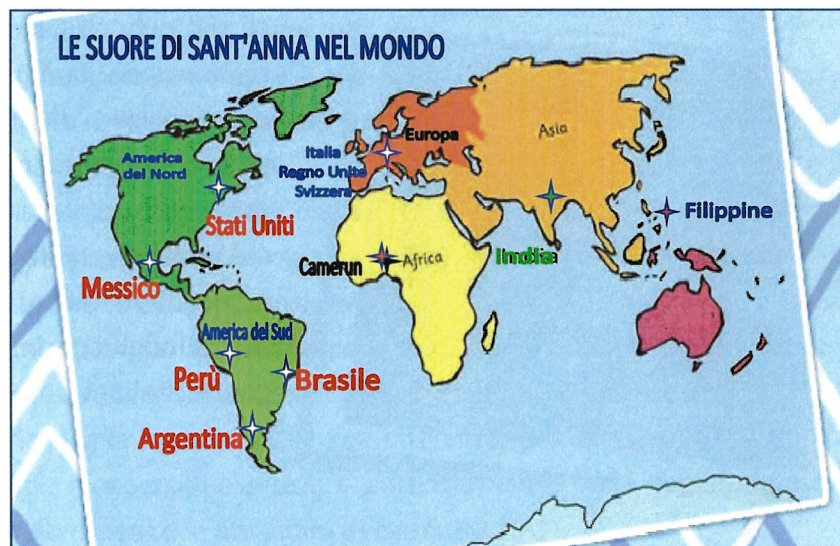 LE SUORE DI SANT'ANNA NEL MONDO
America
del Nord
Italia
Regno Unito
Svizzera
Europa
Asia
Stati Uniti
Filippine
Camerun
Africa
India
Messico
America del Sud
Perù
Brasile
Argentina